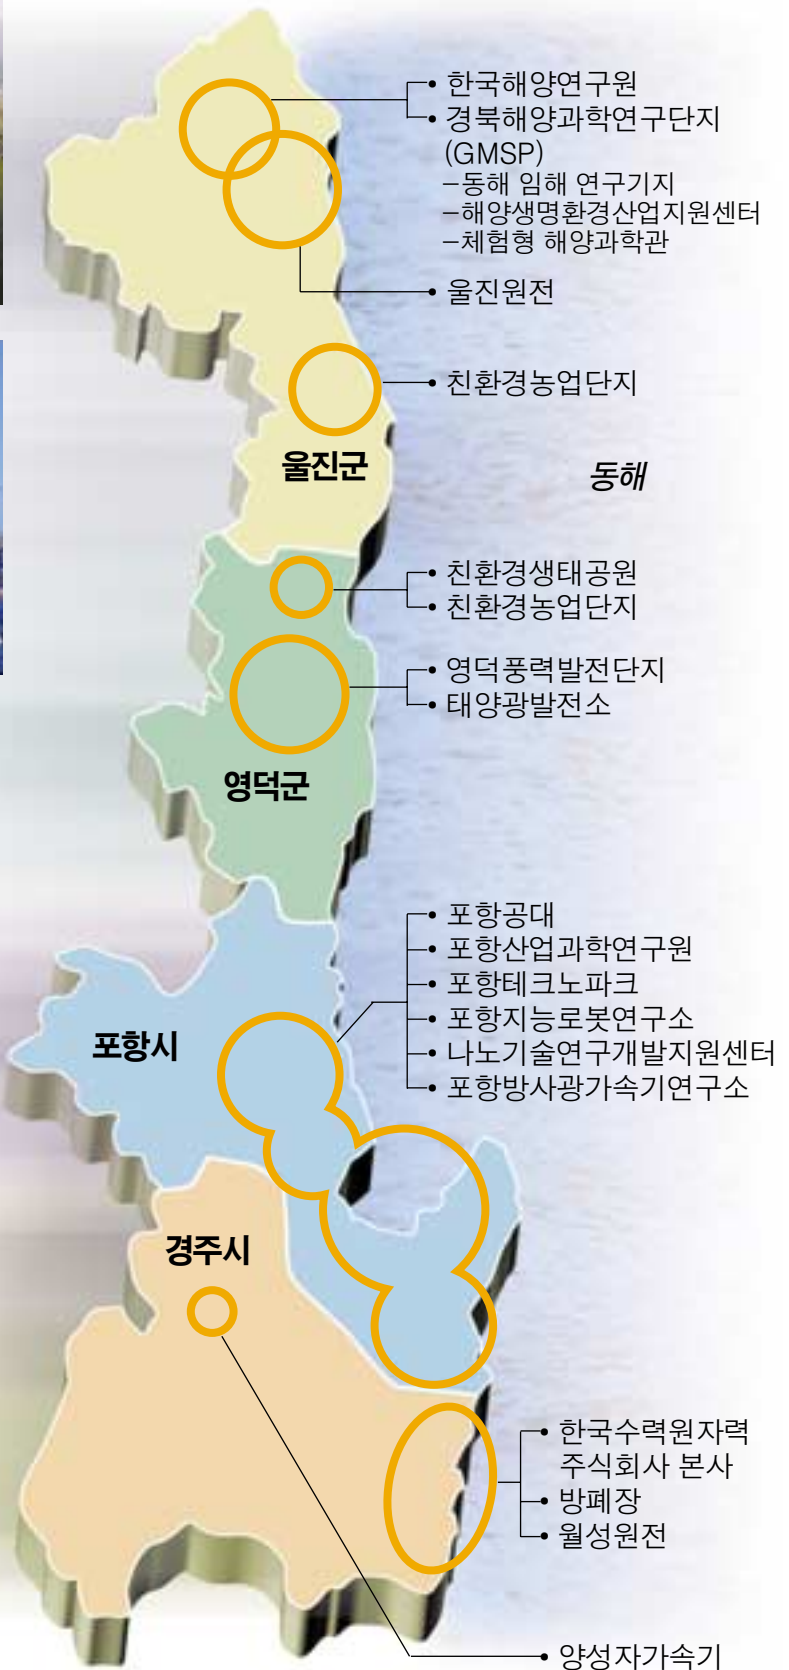 • 한국해양연구원
• 경북해양과학연구단지
(GMSP)
–동해 임해 연구기지
–해양생명환경산업지원센터
–체험형 해양과학관
• 울진원전
• 친환경농업단지
울진군
동해
• 친환경생태공원
• 친환경농업단지
• 영덕풍력발전단지
• 태양광발전소
영덕군
• 포항공대
• 포항산업과학연구원
• 포항테크노파크
• 포항지능로봇연구소
• 나노기술연구개발지원센터
• 포항방사광가속기연구소
포항시
경주시
• 한국수력원자력
주식회사 본사
• 방폐장
• 월성원전
• 양성자가속기